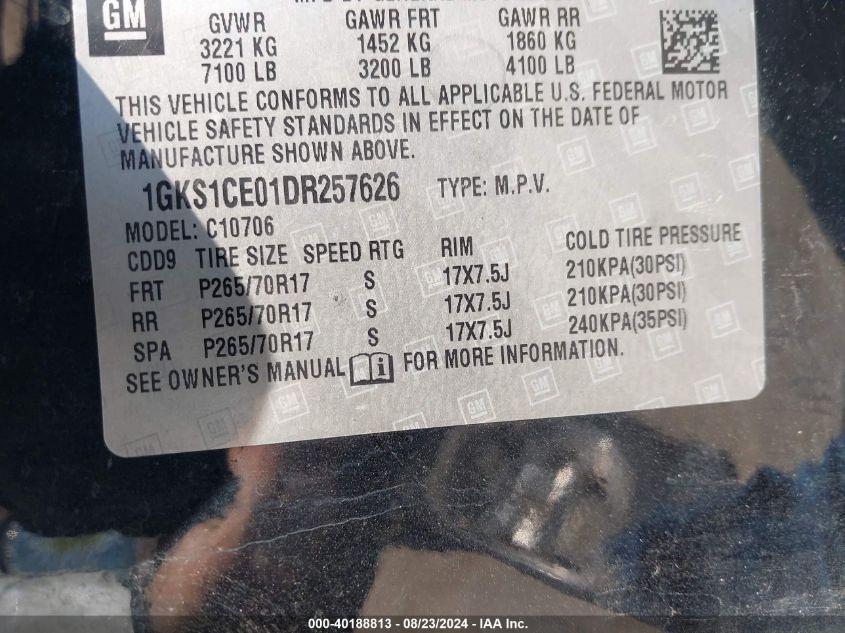 GM
GVWR GAWR FRT GAWR RR
3221 KG 1452 KG 1860 KG
7100 LB 3200 LB 4100 LB
THIS VEHICLE CONFORMS TO ALL APPLICABLE U.S. FEDERAL MOTOR
VEHICLE SAFETY STANDARDS IN EFFECT ON THE DATE OF
MANUFACTURE SHOWN ABOVE.
1GKS1CE01DR257626 TYPE: M.P.V.
MODEL: C10706
CDD9 TIRE SIZE SPEED RTG RIM COLD TIRE PRESSURE
FRT P265/70R17 S 17X7.5J 210KPA(30PSI)
RR P265/70R17 S 17X7.5J 210KPA(30PSI)
SPA P265/70R17 S 17X7.5J 240KPA(35PSI)
SEE OWNER'S MANUAL FOR MORE INFORMATION.
000-40188813 - 08/23/2024 - IAA Inc.